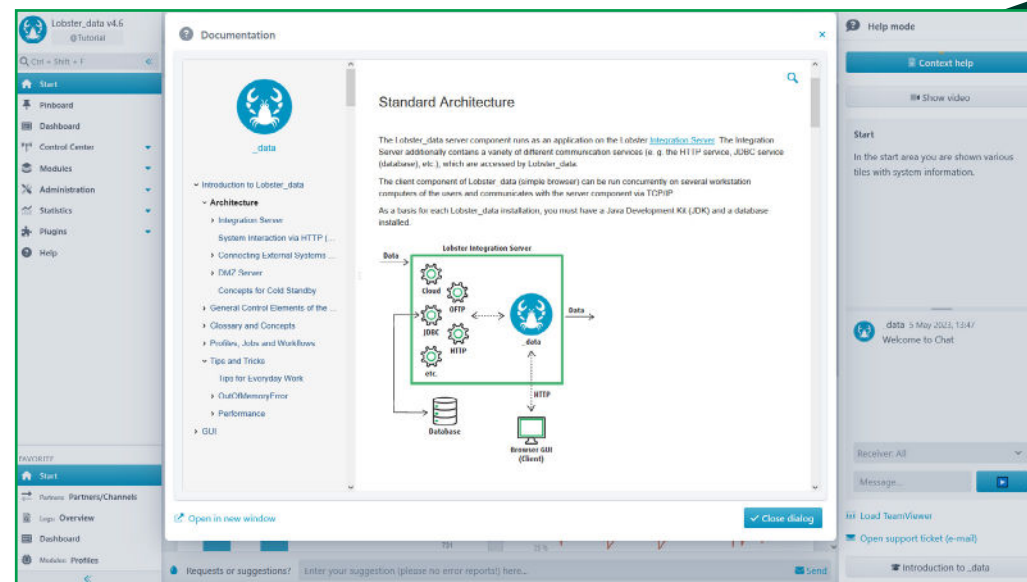 Lobster_data v4.6
@Tutorial
Ctrl + Shift + F
Start
Pinboard
Dashboard
Control Center
Modules
Administration
Statistics
Plugins
Help
FAVORITE
Start
Partners Partners/Channels
Logs Overview
Dashboard
Modules Profiles
Documentation
_data
Introduction to Lobster_data
Architecture
Integration Server
System Interaction via HTTP (...
Connecting External Systems ...
DMZ Server
Concepts for Cold Standby
General Control Elements of the ...
Glossary and Concepts
Profiles, Jobs and Workflows
Tips and Tricks
Tips for Everyday Work
OutOfMemoryError
Performance
GUI
Standard Architecture
The Lobster_data server component runs as an application on the Lobster Integration Server. The Integration
Server additionally contains a variety of different communication services (e. g. the HTTP service, JDBC service
(database), etc.), which are accessed by Lobster_data.
The client component of Lobster_data (simple browser) can be run concurrently on several workstation
computers of the users and communicates with the server component via TCP/IP
As a basis for each Lobster_data installation, you must have a Java Development Kit (JDK) and a database
installed.
Lobster Integration Server
Data
Cloud
OFTP
JDBC
HTTP
etc.
_data
Data
HTTP
Database
Browser GUI
(Client)
Open in new window
Close dialog
751
25 %
Requests or suggestions?
Enter your suggestion (please no error reports!) here...
Send
Help mode
Context help
Show video
Start
In the start area you are shown various
tiles with system information.
_data 5 May 2023, 13:47
Welcome to Chat
Receiver: All
Message...
Load TeamViewer
Open support ticket (e-mail)
Introduction to _data